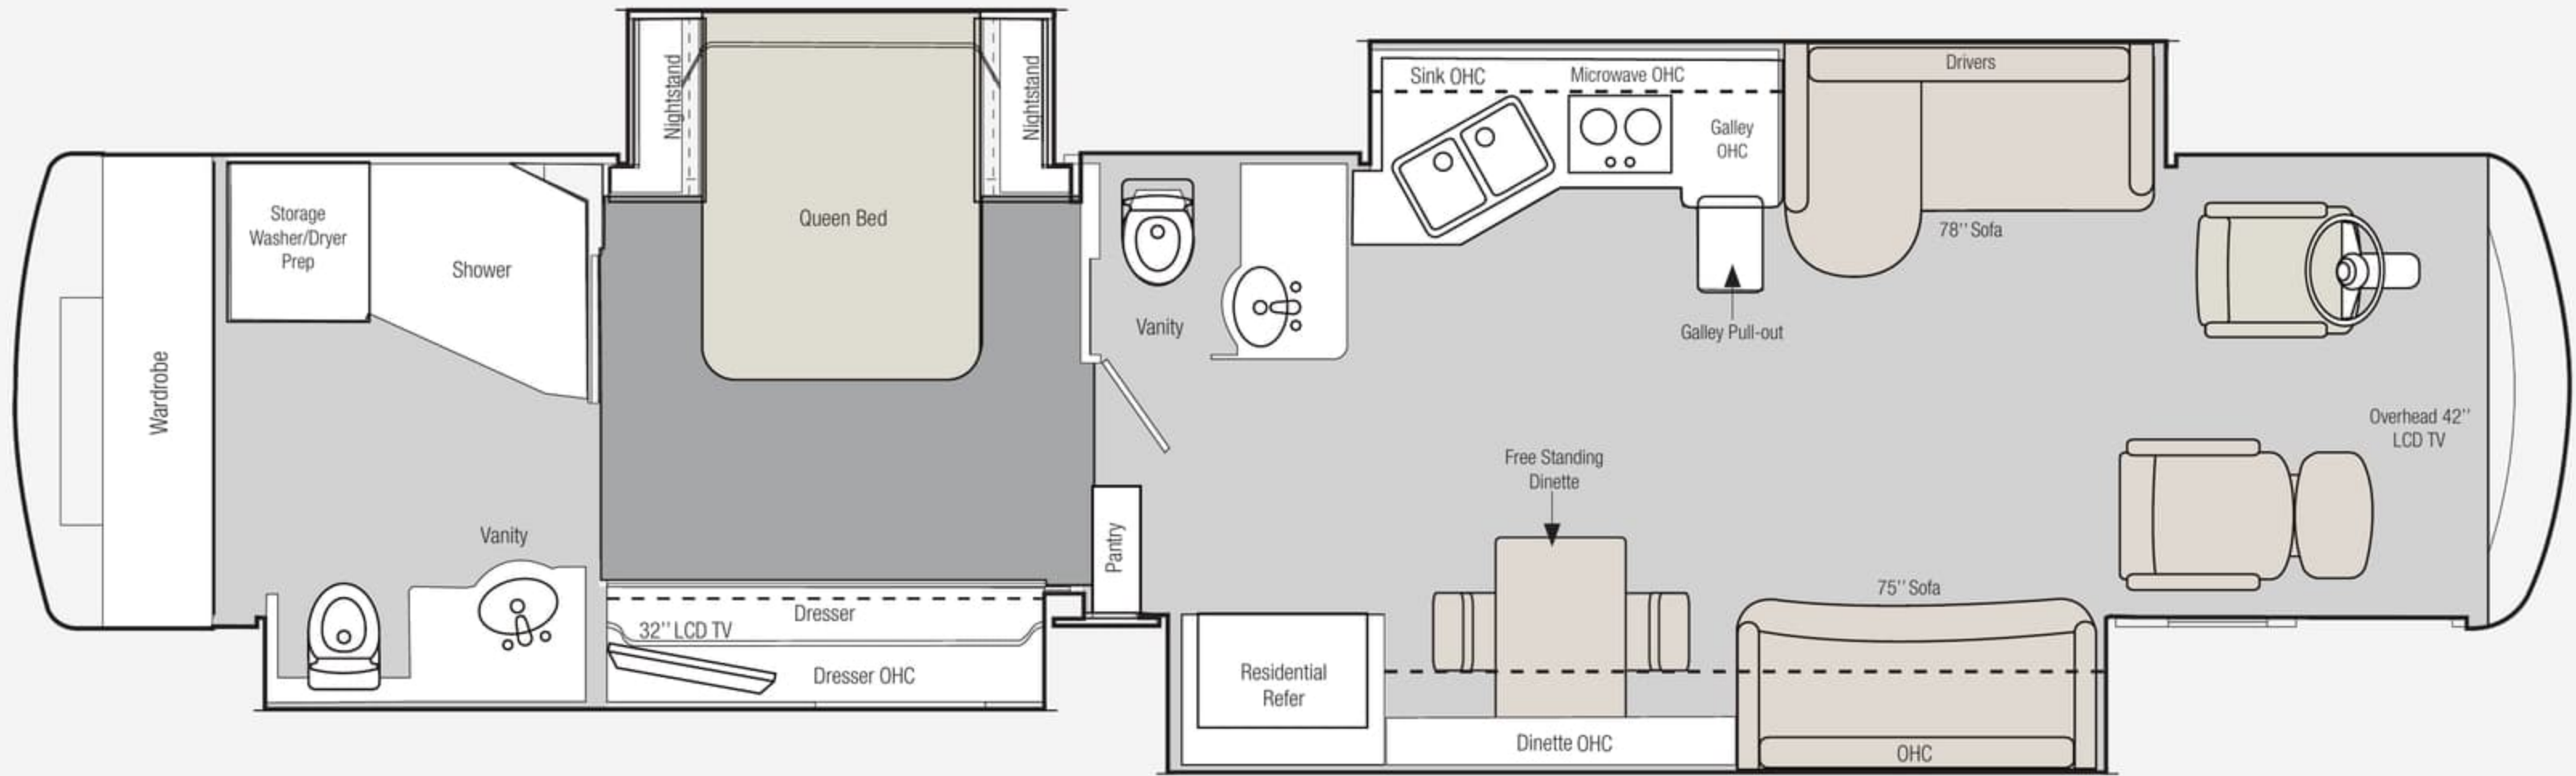 Nightstand
Nightstand
Queen Bed
Storage
Washer/Dryer
Prep
Shower
Wardrobe
Vanity
Dresser
32'' LCD TV
Dresser OHC
Pantry
Vanity
Sink OHC
Microwave OHC
Galley
OHC
Galley Pull-out
Drivers
78'' Sofa
Overhead 42''
LCD TV
Free Standing
Dinette
75'' Sofa
Residential
Refer
Dinette OHC
OHC